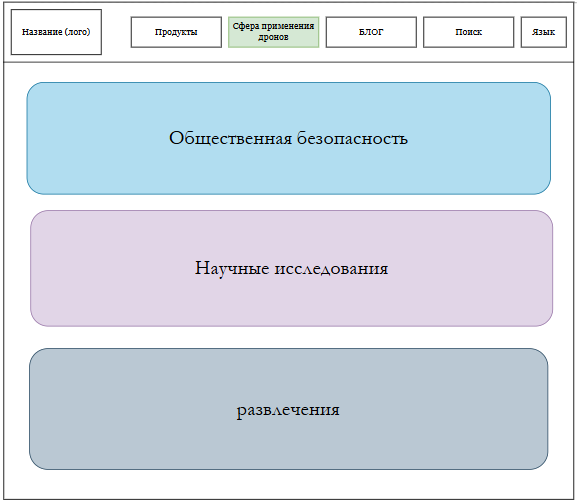 Название (лого)
Продукты
Сфера применения
дронов
БЛОГ
Поиск
Язык
Общественная безопасность
Научные исследования
развлечения